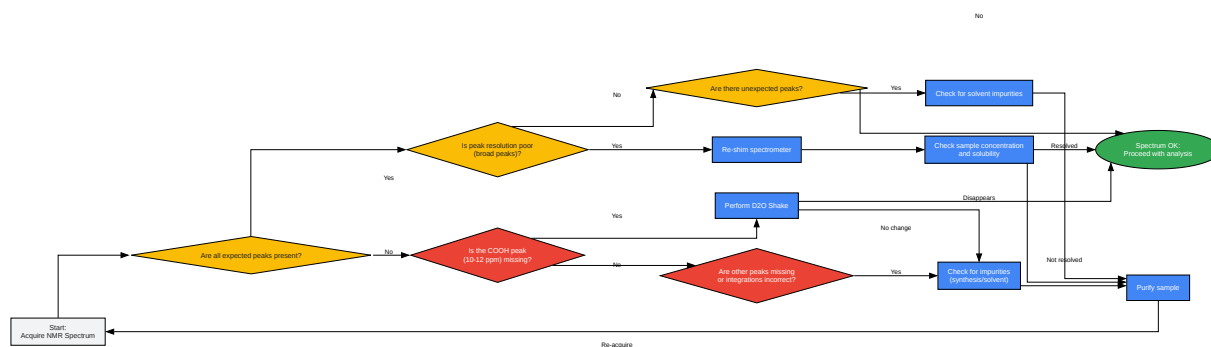 No
Are there unexpected peaks?
Yes
Check for solvent impurities
No
Is peak resolution poor
(broad peaks)?
Yes
Re-shim spectrometer
Check sample concentration
and solubility
Resolved
Spectrum OK:
Proceed with analysis
Yes
Perform D2O Shake
Disappears
Yes
No change
Are all expected peaks present?
No
Is the COOH peak
(10-12 ppm) missing?
No
Are other peaks missing
or integrations incorrect?
Yes
Check for impurities
(synthesis/solvent)
Not resolved
Purify sample
Start:
Acquire NMR Spectrum
Re-acquire